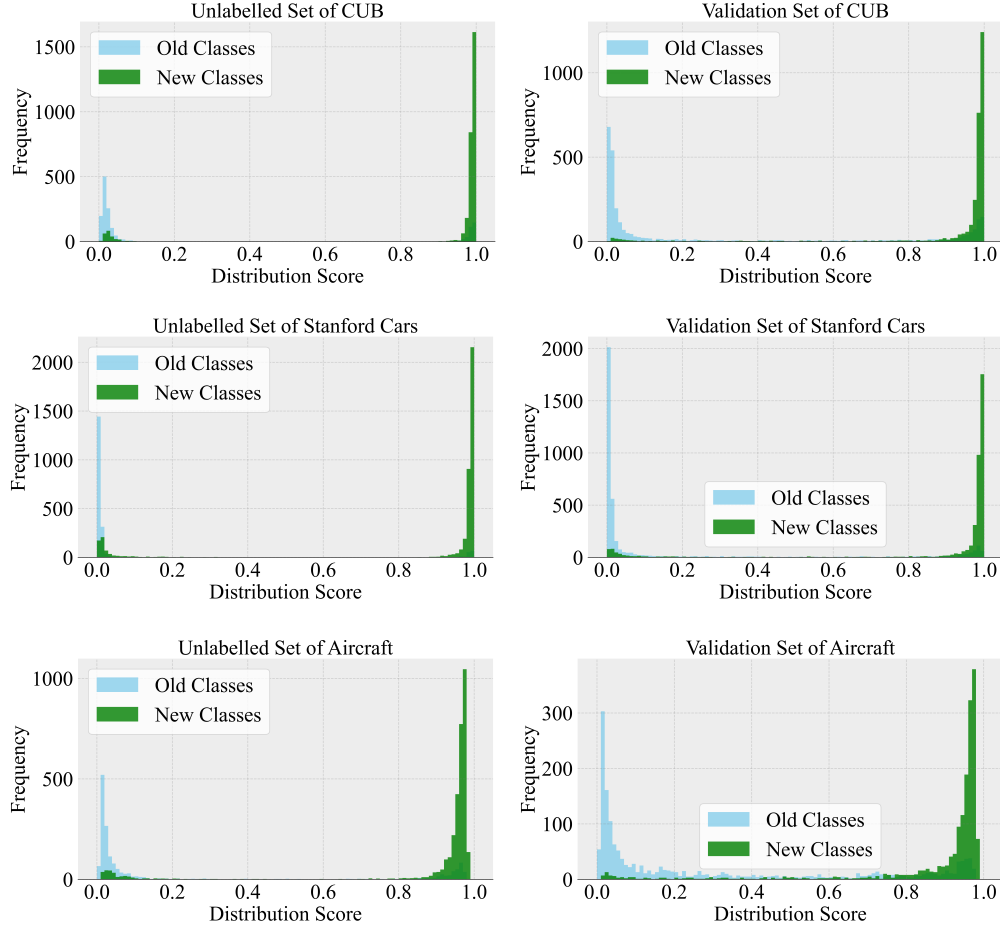 Unlabelled Set of CUB
Old Classes
New Classes
Frequency
1500
1000
500
0
0.0 0.2 0.4 0.6 0.8 1.0
Distribution Score
Validation Set of CUB
Old Classes
New Classes
Frequency
1000
500
0
0.0 0.2 0.4 0.6 0.8 1.0
Distribution Score
Unlabelled Set of Stanford Cars
Old Classes
New Classes
Frequency
2000
1500
1000
500
0
0.0 0.2 0.4 0.6 0.8 1.0
Distribution Score
Validation Set of Stanford Cars
Old Classes
New Classes
Frequency
2000
1500
1000
500
0
0.0 0.2 0.4 0.6 0.8 1.0
Distribution Score
Unlabelled Set of Aircraft
Old Classes
New Classes
Frequency
1000
500
0
0.0 0.2 0.4 0.6 0.8 1.0
Distribution Score
Validation Set of Aircraft
Old Classes
New Classes
Frequency
300
200
100
0
0.0 0.2 0.4 0.6 0.8 1.0
Distribution Score